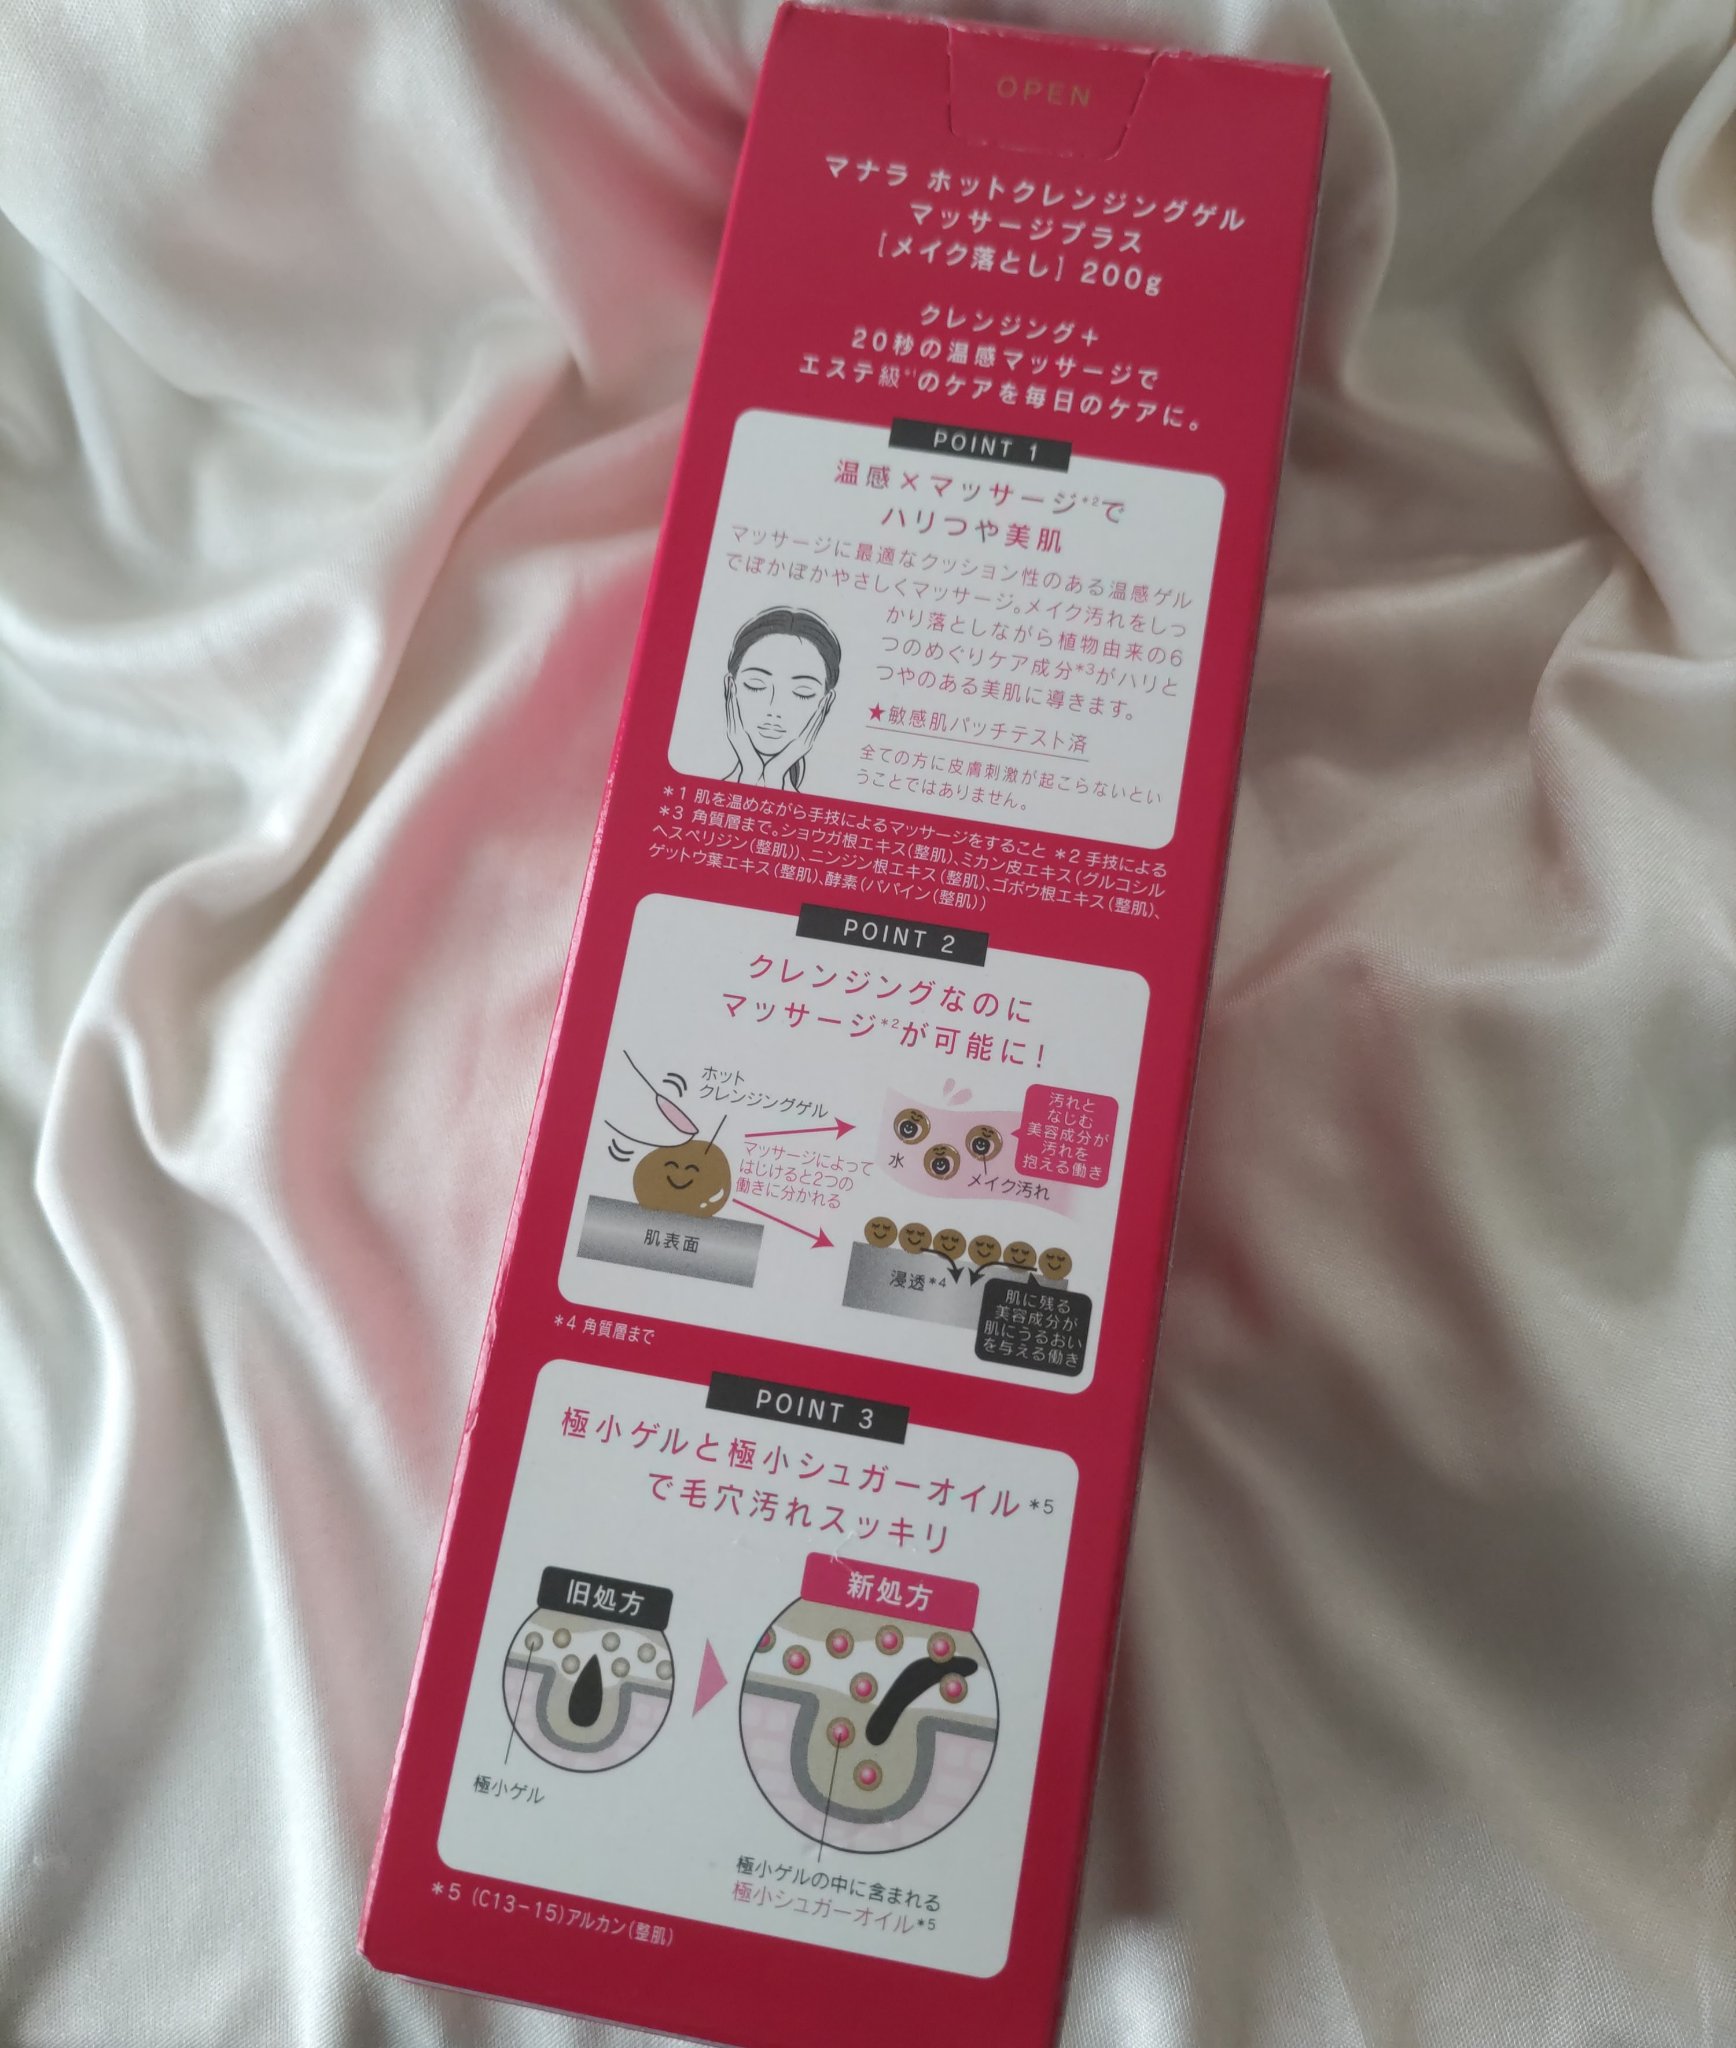 OPEN
マナラ ホットクレンジングゲル
マッサージプラス
[メイク落とし] 200g
クレンジング+
20秒の温感マッサージで
エステ級*1のケアを毎日のケアに。
POINT 1
温感×マッサージ*2で
ハリつや美肌
マッサージに最適なクッション性のある温感ゲル
でぽかぽかやさしくマッサージ。メイク汚れをしっ
かり落としながら植物由来の6
つのめぐりケア成分*3がハリと
つやのある美肌に導きます。
★敏感肌パッチテスト済
全ての方に皮膚刺激が起こらないとい
うことではありません。
*1 肌を温めながら手技によるマッサージをすること *2 手技による
*3 角質層まで。ショウガ根エキス(整肌)、ミカン皮エキス(グルコシル
ヘスペリジン(整肌))、ニンジン根エキス(整肌)、ゴボウ根エキス(整肌)、
ゲットウ葉エキス(整肌)、酵素(パパイン(整肌))
POINT 2
クレンジングなのに
マッサージ*2が可能に!
ホット
クレンジングゲル
肌表面
マッサージによって
はじけると2つの
働きに分かれる
水
メイク汚れ
汚れと
なじむ
美容成分が
汚れを
抱える働き
浸透*4
肌に残る
美容成分が
肌にうるおい
を与える働き
*4 角質層まで
POINT 3
極小ゲルと極小シュガーオイル*5
で毛穴汚れスッキリ
旧処方
極小ゲル
新処方
極小ゲルの中に含まれる
極小シュガーオイル*5
*5 (C13-15)アルカン(整肌)